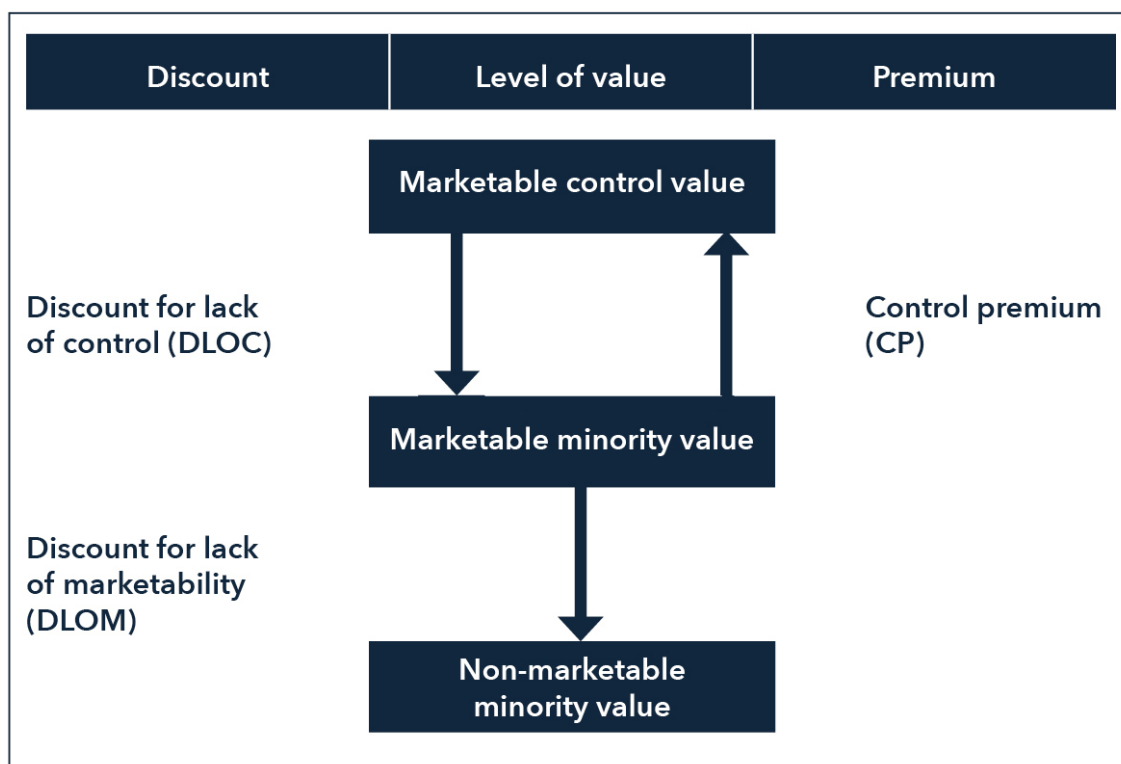 Discount
Level of value
Premium
Marketable control value
Discount for lack
of control (DLOC)
Control premium
(CP)
Marketable minority value
Discount for lack
of marketability
(DLOM)
Non-marketable
minority value